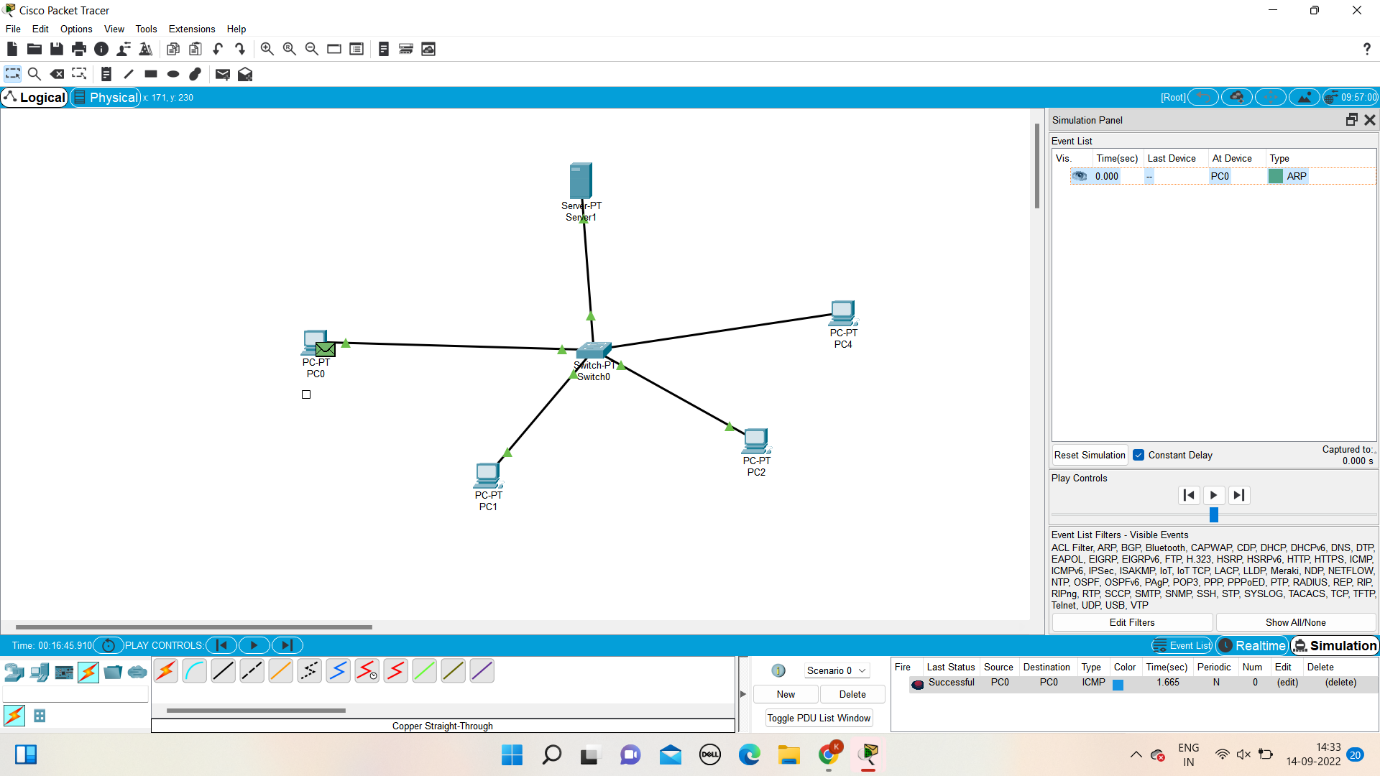 Cisco Packet Tracer
File Edit Options View Tools Extensions Help
?
Logical Physical x: 171, y: 230 [Root] 09:57:00
Simulation Panel
Event List
Vis. Time(sec) Last Device At Device Type
0.000 -- PC0 ARP
Server-PT
Server1
PC-PT
PC4
PC-PT
PC0
Switch-PT
Switch0
PC-PT
PC2
PC-PT
PC1
Reset Simulation Constant Delay Captured to:
0.000 s
Play Controls
Event List Filters - Visible Events
ACL Filter, ARP, BGP, Bluetooth, CAPWAP, CDP, DHCP, DHCPv6, DNS, DTP,
EAPOL, EIGRP, EIGRPv6, FTP, H.323, HSRP, HSRPv6, HTTP, HTTPS, ICMP,
ICMPv6, IPSec, ISAKMP, IoT, IoT TCP, LACP, LLDP, Meraki, NDP, NETFLOW,
NTP, OSPF, OSPFv6, PAgP, POP3, PPP, PPPoED, PTP, RADIUS, REP, RIP,
RIPng, RTP, SCCP, SMTP, SNMP, SSH, STP, SYSLOG, TACACS, TCP, TFTP,
Telnet, UDP, USB, VTP
Edit Filters Show All/None
Time: 00:16:45.910 PLAY CONTROLS: Event List Realtime Simulation
Scenario 0
New Delete
Toggle PDU List Window
Fire Last Status Source Destination Type Color Time(sec) Periodic Num Edit Delete
Successful PC0 PC0 ICMP 1.665 N 0 (edit) (delete)
Copper Straight-Through
DELL
K
ENG
IN
14:33
14-09-2022
20